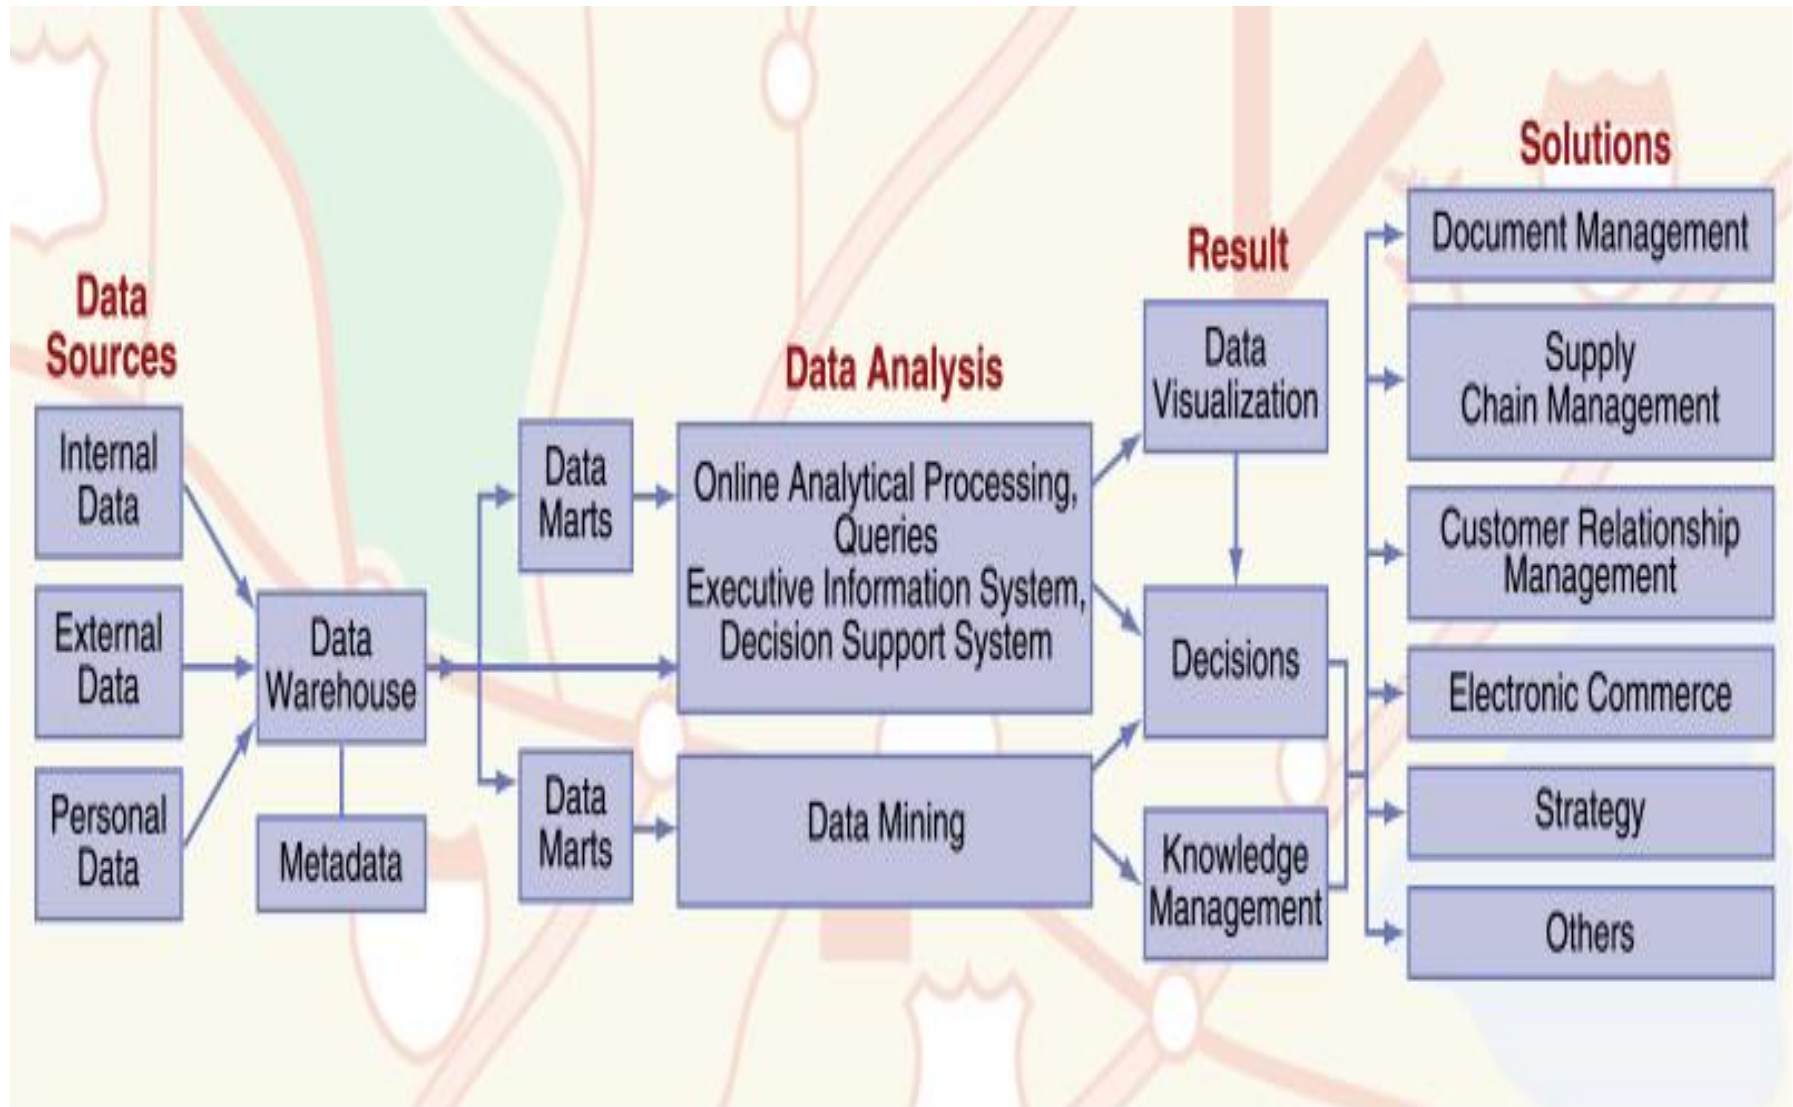 Data
Sources
Internal
Data
External
Data
Personal
Data
Data
Warehouse
Metadata
Data
Marts
Data
Marts
Data Analysis
Online Analytical Processing,
Queries
Executive Information System,
Decision Support System
Data Mining
Result
Data
Visualization
Decisions
Knowledge
Management
Solutions
Document Management
Supply
Chain Management
Customer Relationship
Management
Electronic Commerce
Strategy
Others